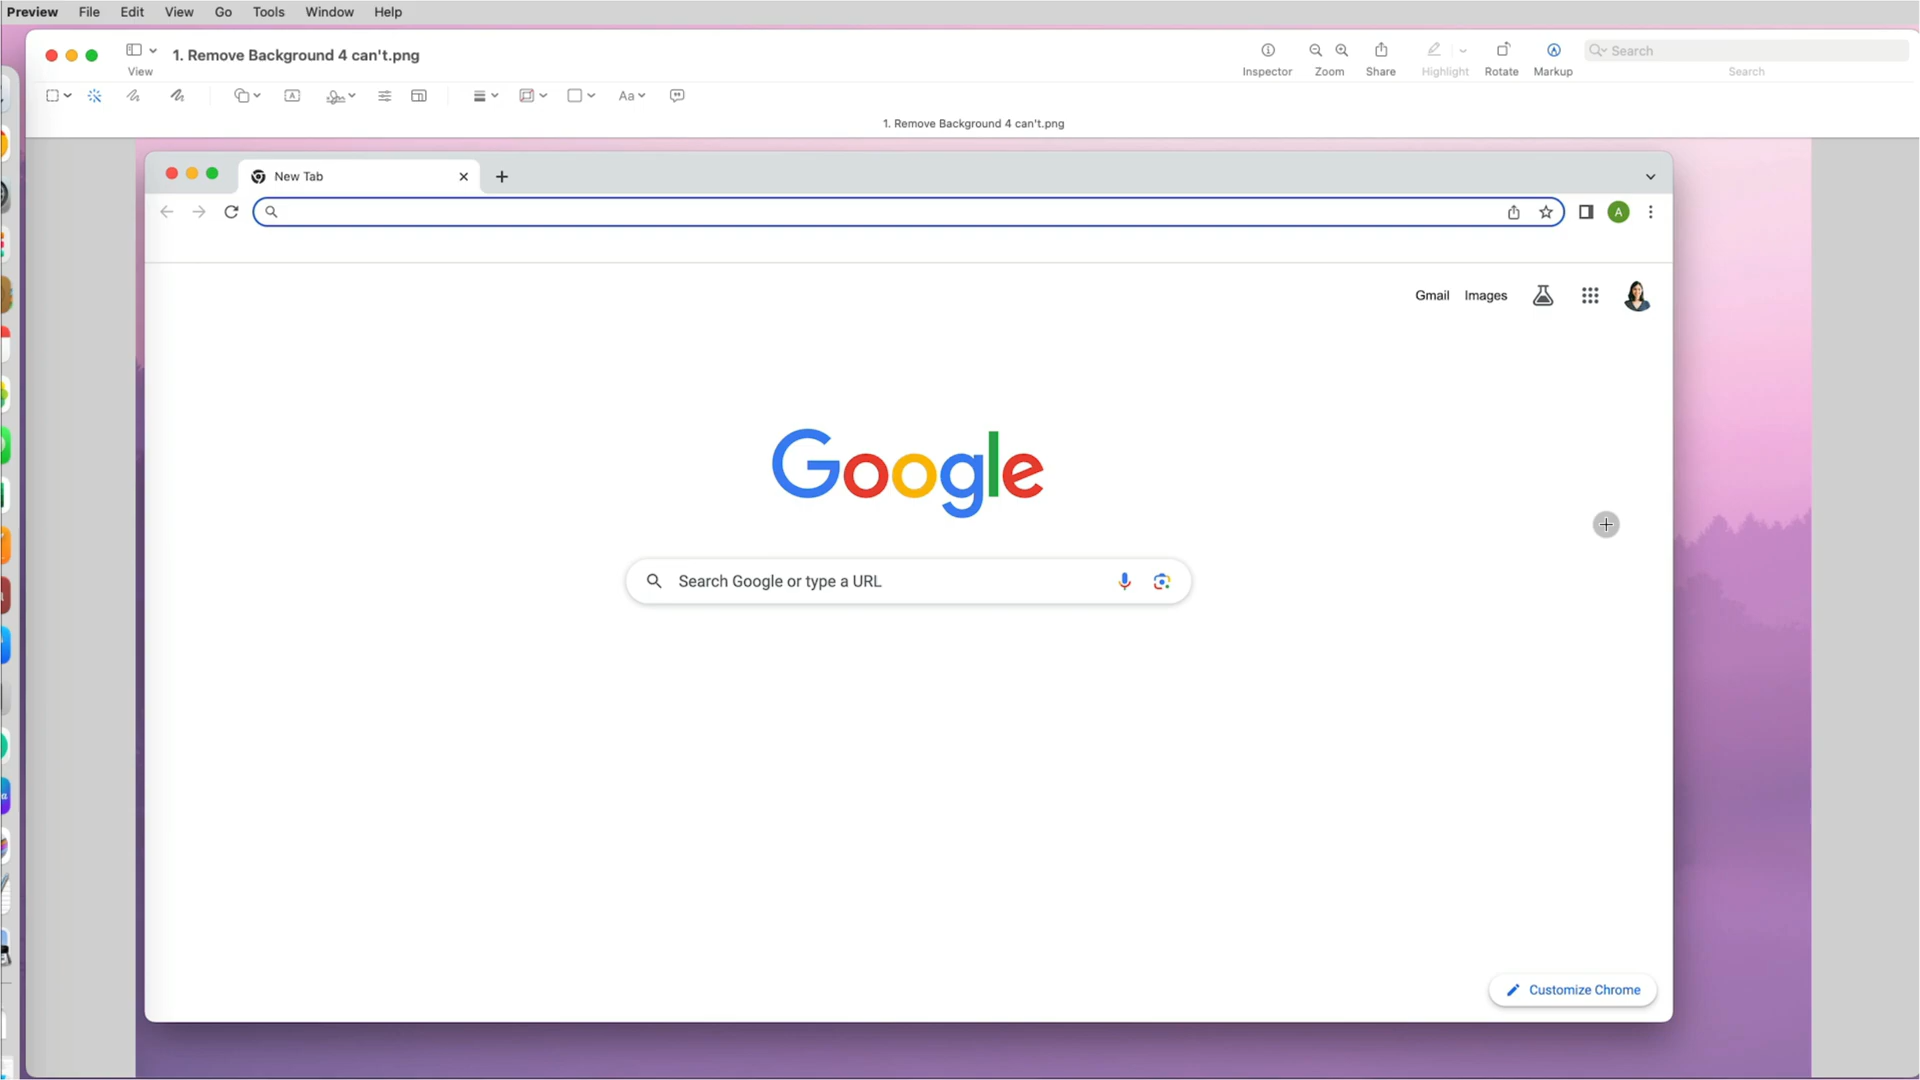 Preview File Edit View Go Tools Window Help
1. Remove Background 4 can't.png
View
Inspector Zoom Share Highlight Rotate Markup Search
Search
A Aa
1. Remove Background 4 can't.png
New Tab
A
Gmail Images
Google
Search Google or type a URL
Customize Chrome